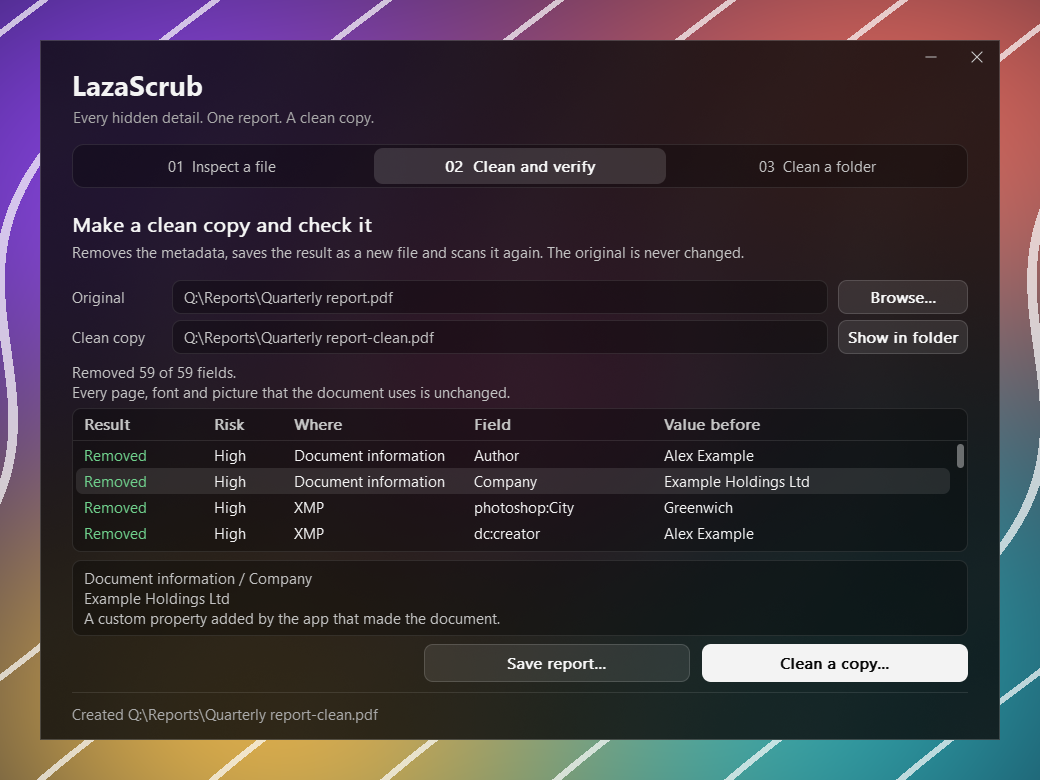 LazaScrub
Every hidden detail. One report. A clean copy.
01 Inspect a file
02 Clean and verify
03 Clean a folder
Make a clean copy and check it
Removes the metadata, saves the result as a new file and scans it again. The original is never changed.
Original Q:\Reports\Quarterly report.pdf Browse...
Clean copy Q:\Reports\Quarterly report-clean.pdf Show in folder
Removed 59 of 59 fields.
Every page, font and picture that the document uses is unchanged.
Result Risk Where Field Value before
Removed High Document information Author Alex Example
Removed High Document information Company Example Holdings Ltd
Removed High XMP photoshop:City Greenwich
Removed High XMP dc:creator Alex Example
Document information / Company
Example Holdings Ltd
A custom property added by the app that made the document.
Save report... Clean a copy...
Created Q:\Reports\Quarterly report-clean.pdf